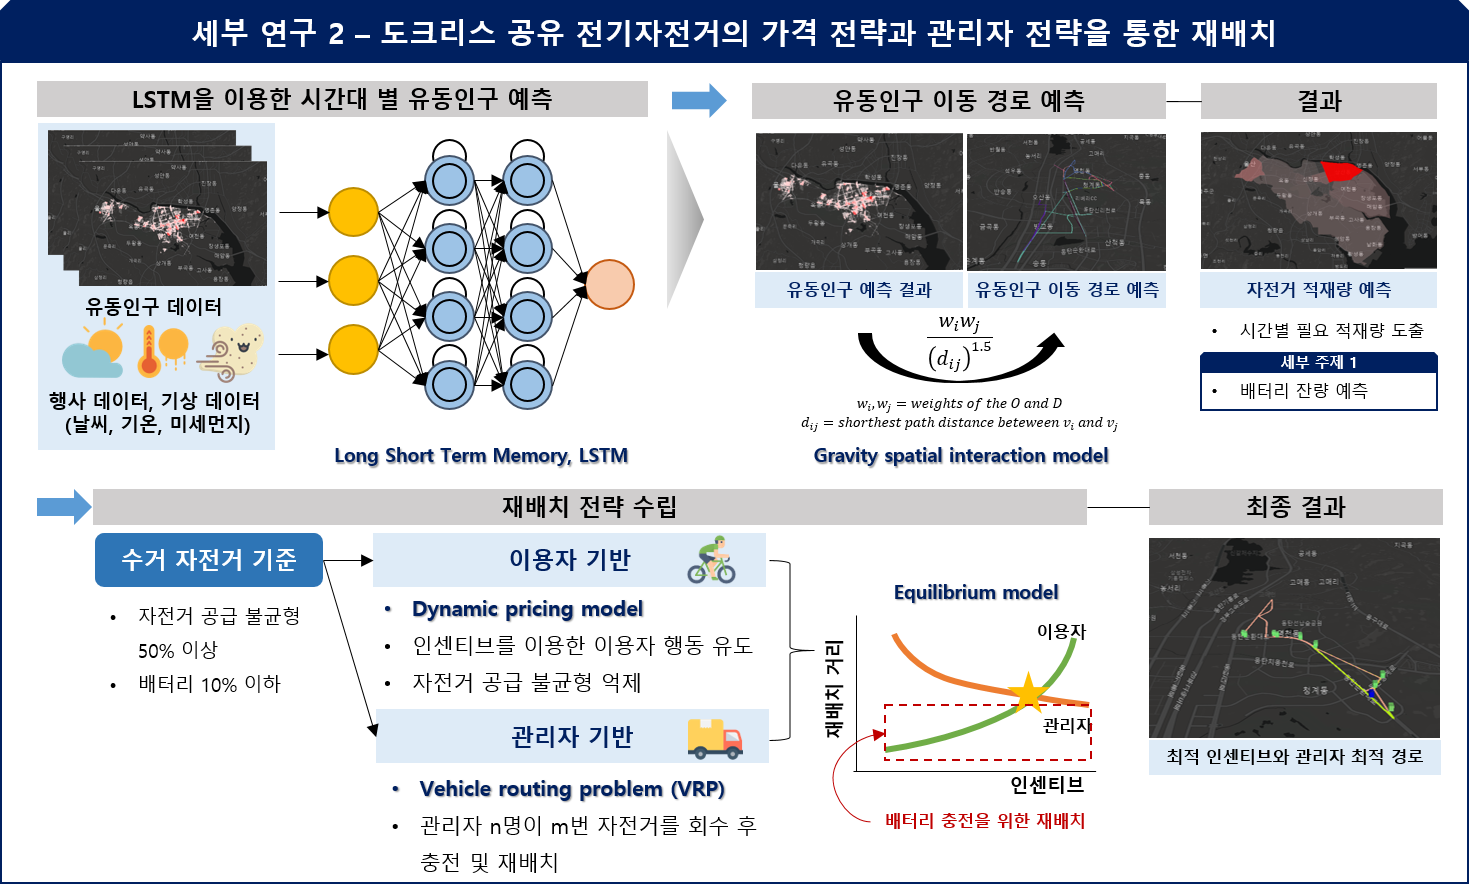 세부 연구 2 – 도크리스 공유 전기자전거의 가격 전략과 관리자 전략을 통한 재배치
LSTM을 이용한 시간대 별 유동인구 예측
유동인구 데이터
행사 데이터, 기상 데이터
(날씨, 기온, 미세먼지)
Long Short Term Memory, LSTM
유동인구 이동 경로 예측
유동인구 예측 결과
유동인구 이동 경로 예측
w_i w_j / (d_ij)^1.5
w_i, w_j = weights of the O and D
d_ij = shortest path distance beteween v_i and v_j
Gravity spatial interaction model
결과
자전거 적재량 예측
• 시간별 필요 적재량 도출
세부 주제 1
• 배터리 잔량 예측
재배치 전략 수립
수거 자전거 기준
• 자전거 공급 불균형
50% 이상
• 배터리 10% 이하
이용자 기반
• Dynamic pricing model
• 인센티브를 이용한 이용자 행동 유도
• 자전거 공급 불균형 억제
관리자 기반
• Vehicle routing problem (VRP)
• 관리자 n명이 m번 자전거를 회수 후
충전 및 재배치
Equilibrium model
재배치 거리
이용자
관리자
인센티브
배터리 충전을 위한 재배치
최종 결과
최적 인센티브와 관리자 최적 경로